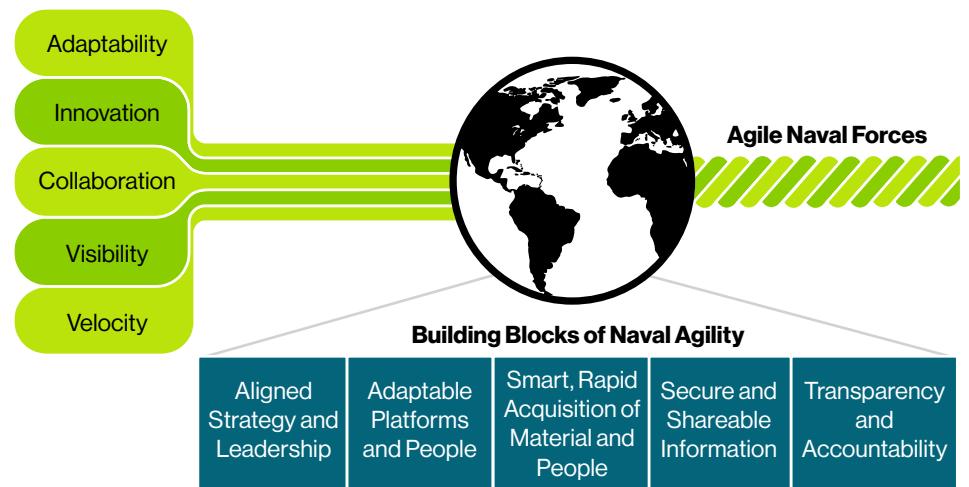 Adaptability
Innovation
Collaboration
Visibility
Velocity
Agile Naval Forces
Building Blocks of Naval Agility
Aligned
Strategy and
Leadership
Adaptable
Platforms
and People
Smart, Rapid
Acquisition of
Material and
People
Secure and
Shareable
Information
Transparency
and
Accountability